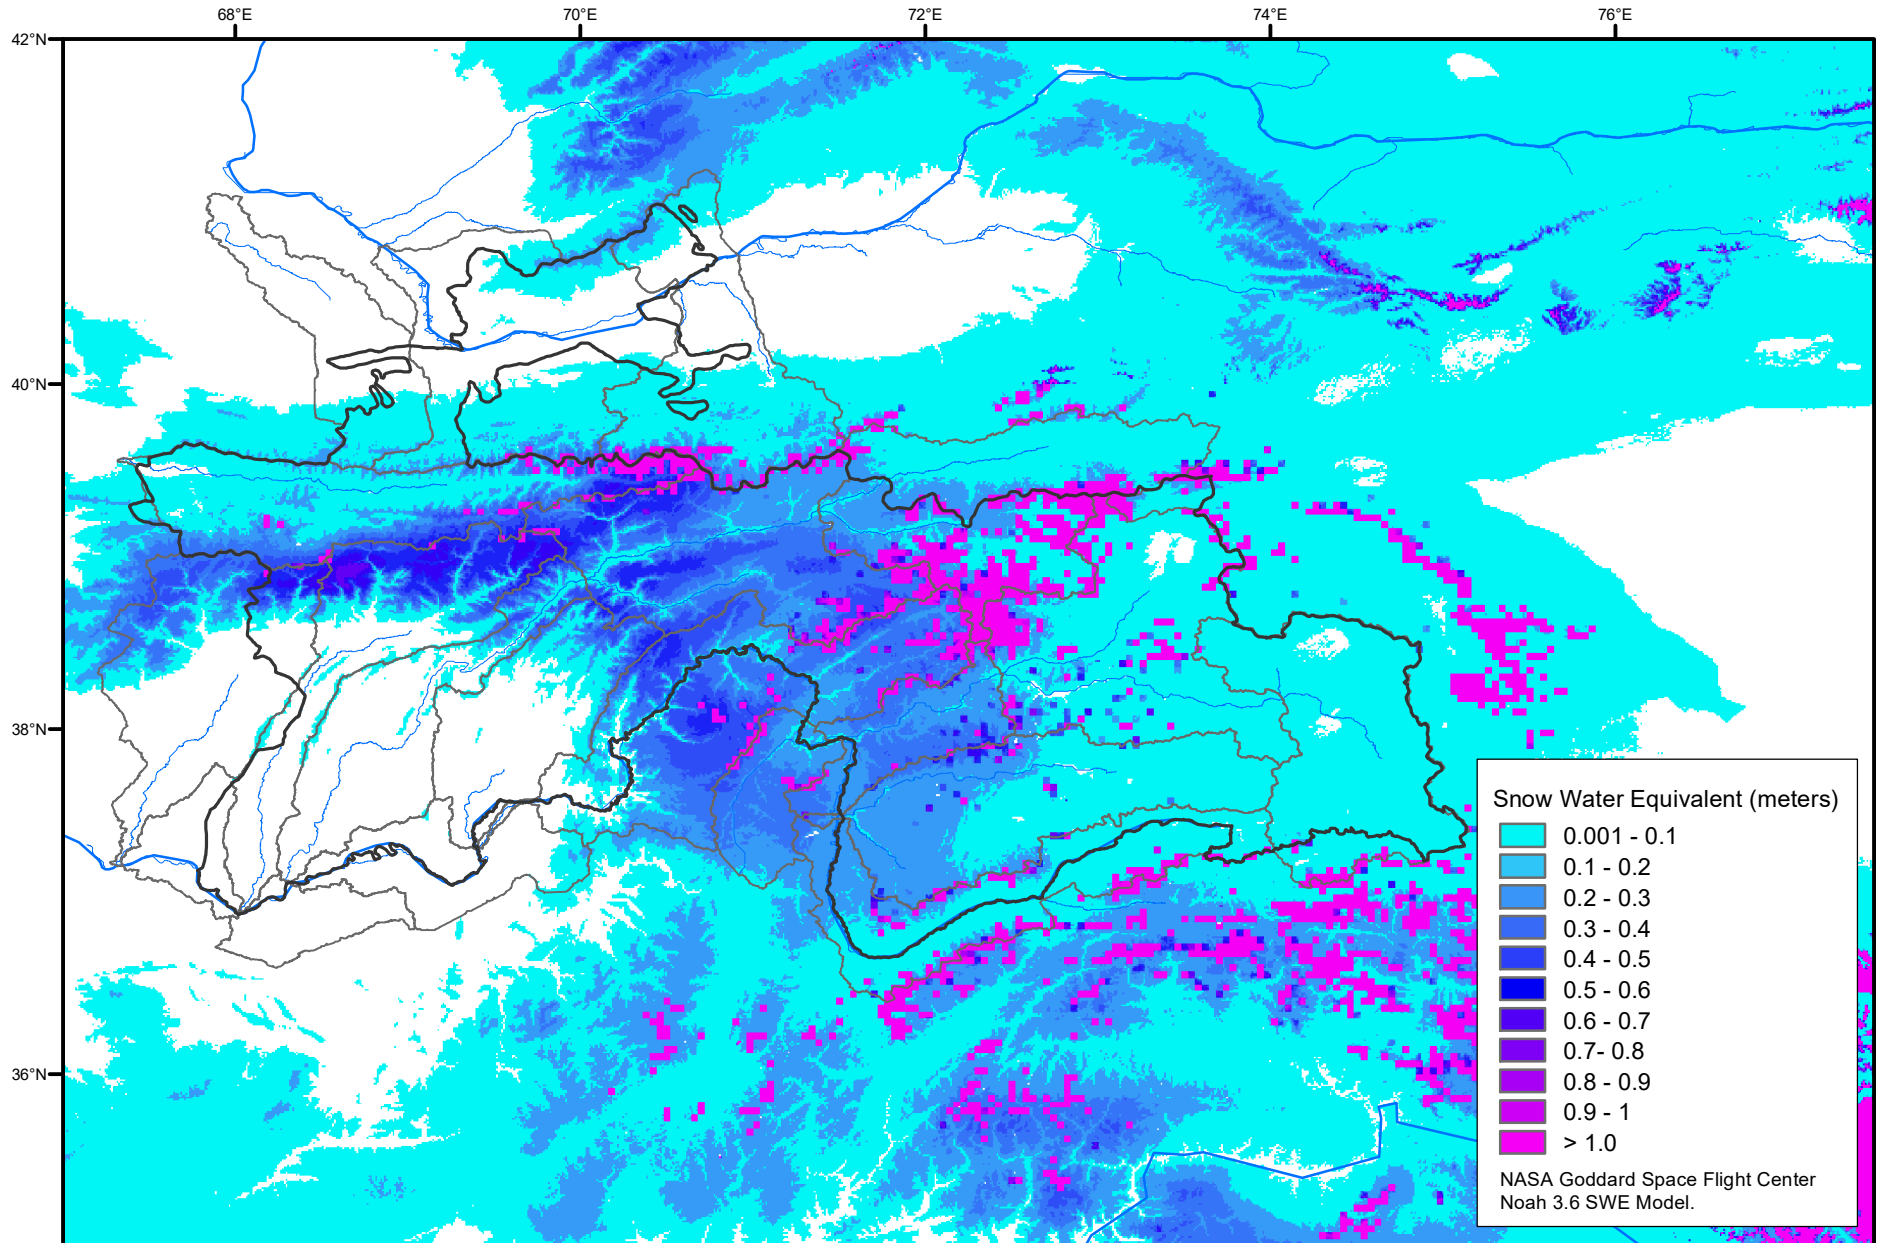 68°E 70°E 72°E 74°E 76°E
42°N
40°N
38°N
36°N
Snow Water Equivalent (meters)
0.001 - 0.1
0.1 - 0.2
0.2 - 0.3
0.3 - 0.4
0.4 - 0.5
0.5 - 0.6
0.6 - 0.7
0.7- 0.8
0.8 - 0.9
0.9 - 1
> 1.0
NASA Goddard Space Flight Center
Noah 3.6 SWE Model.